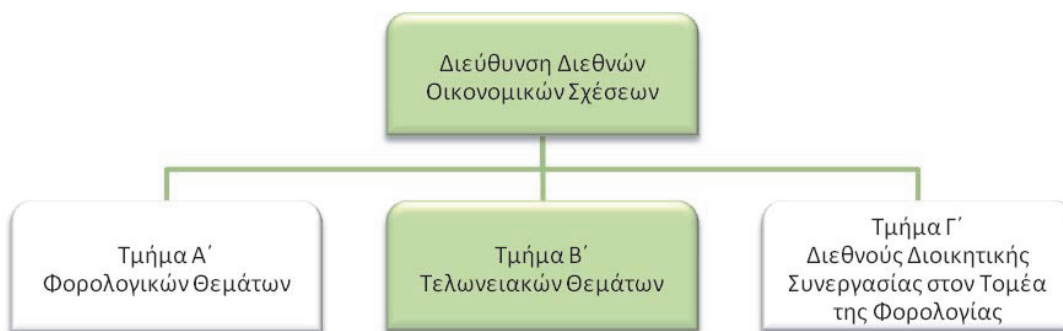 Διεύθυνση Διεθνών
Οικονομικών Σχέσεων
Τμήμα Α΄
Φορολογικών Θεμάτων
Τμήμα Β΄
Τελωνειακών Θεμάτων
Τμήμα Γ΄
Διεθνούς Διοικητικής
Συνεργασίας στον Τομέα
της Φορολογίας